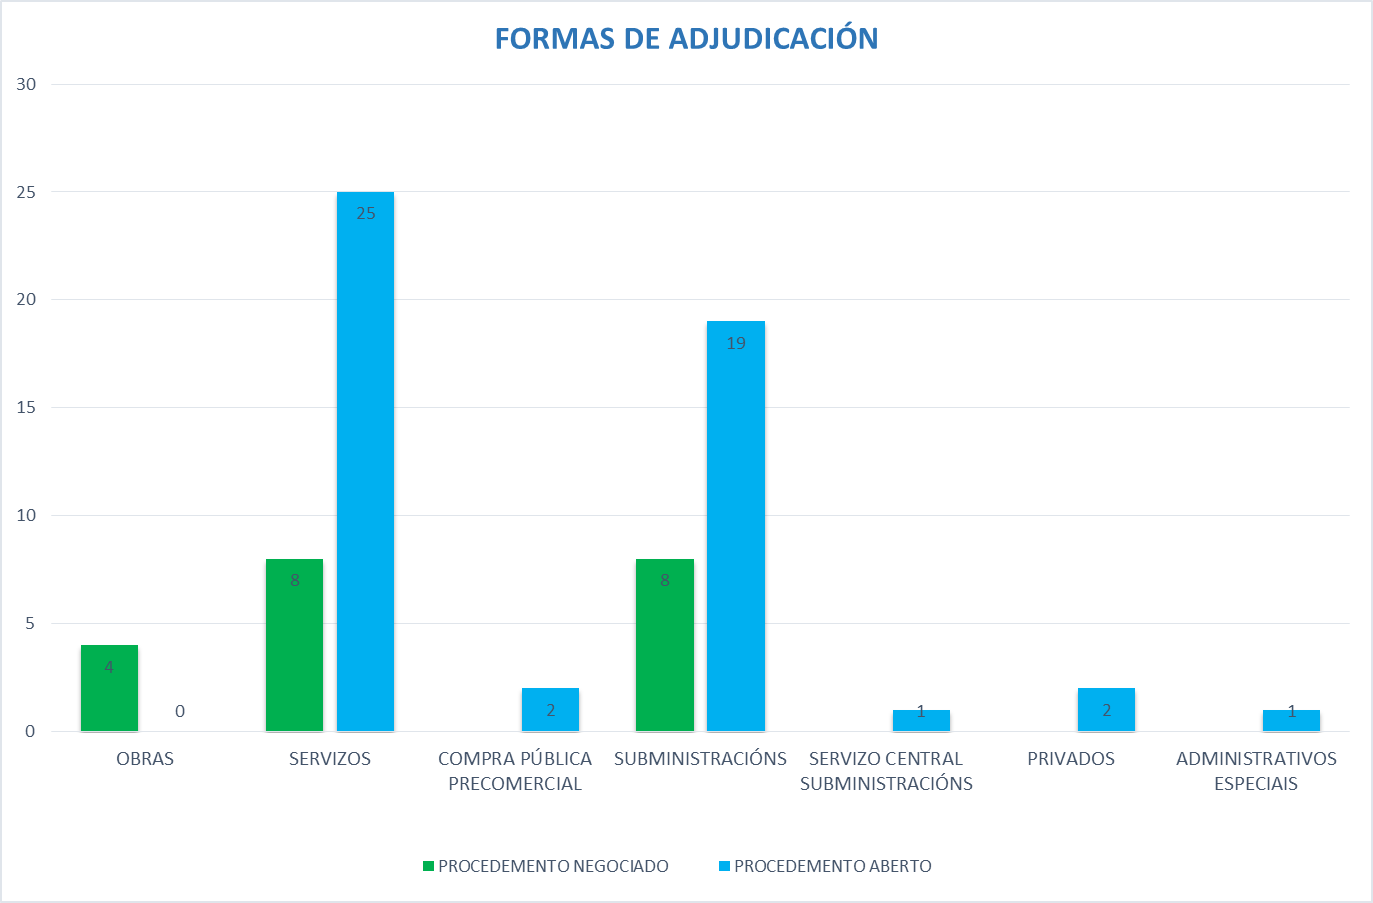 FORMAS DE ADJUDICACIÓN
30
25
20
15
10
5
0
4
0
8
25
2
8
19
1
2
1
OBRAS
SERVIZOS
COMPRA PÚBLICA
PRECOMERCIAL
SUBMINISTRACIÓNS
SERVIZO CENTRAL
SUBMINISTRACIÓNS
PRIVADOS
ADMINISTRATIVOS
ESPECIAIS
PROCEDEMENTO NEGOCIADO
PROCEDEMENTO ABERTO